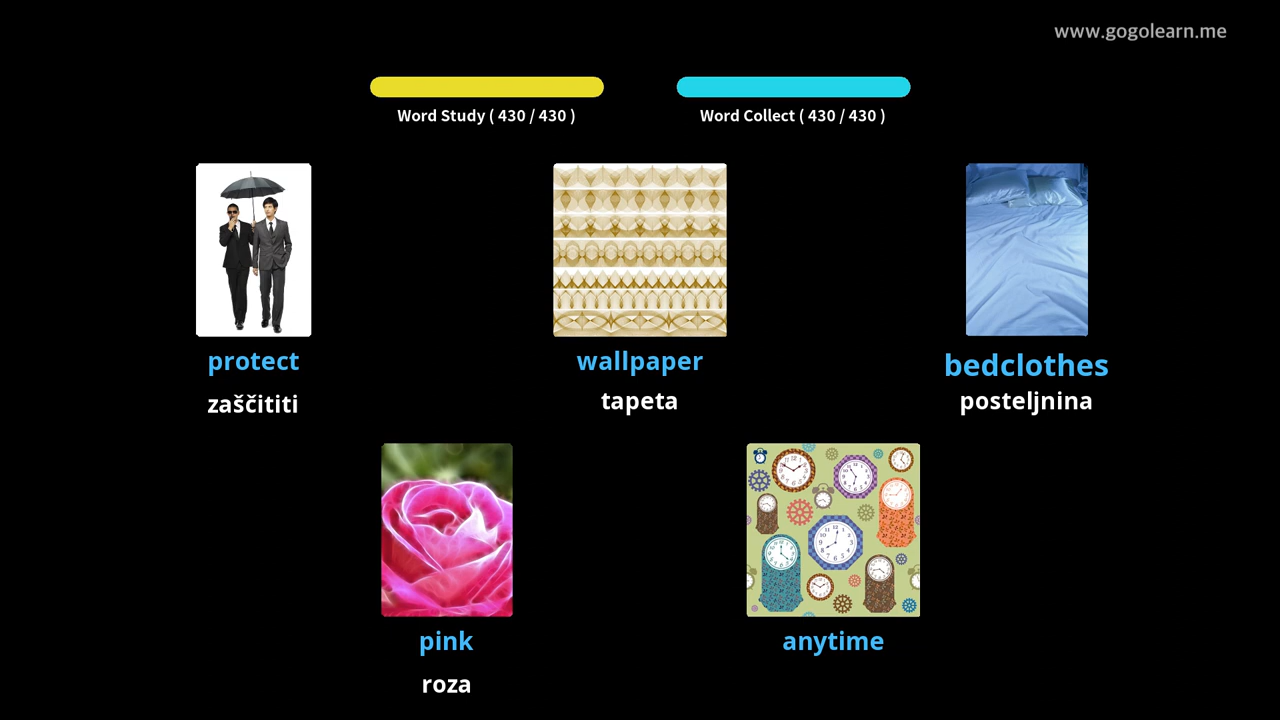 www.gogolearn.me
Word Study ( 430 / 430 )
Word Collect ( 430 / 430 )
protect
zaščititi
wallpaper
tapeta
bedclothes
posteljnina
pink
roza
anytime